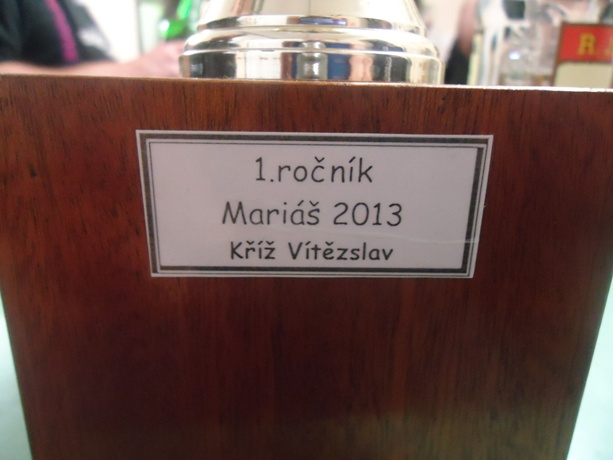 1.ročník
Mariáš 2013
Kříž Vítězslav
R